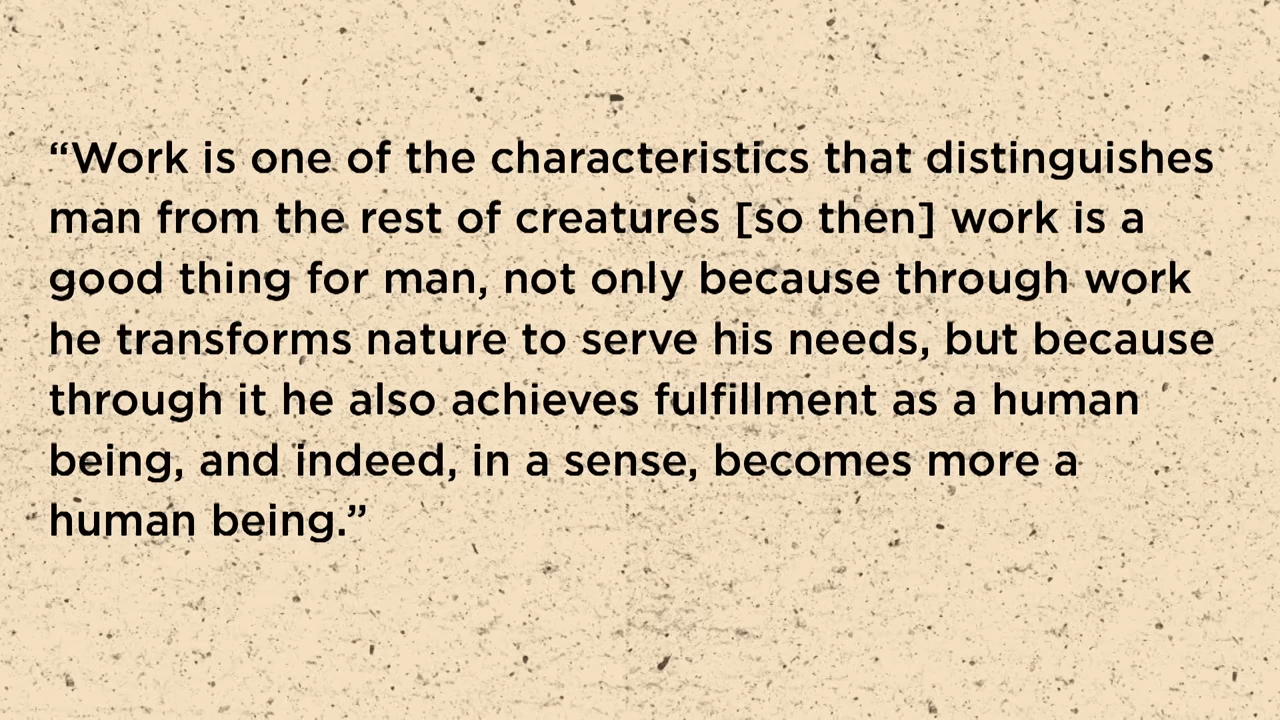 “Work is one of the characteristics that distinguishes
man from the rest of creatures [so then] work is a
good thing for man, not only because through work
he transforms nature to serve his needs, but because
through it he also achieves fulfillment as a human
being, and indeed, in a sense, becomes more a
human being.”